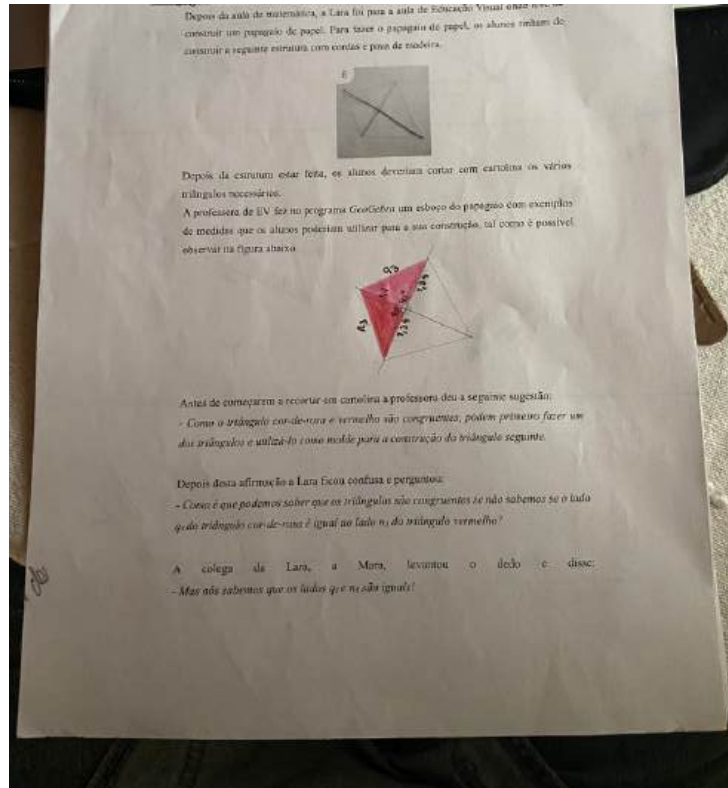 Depois da aula de matemática, a Lara foi para a aula de Educação Visual onde
construir um papagaio de papel. Para fazer o papagaio de papel, os alunos tinham de
construir a seguinte estrutura com cordas e paus de madeira.
Depois da estrutura estar feita, os alunos deveriam cortar com cartolina os vários
triângulos necessários.
A professora de EV fez no programa GeoGebra um esboço do papagaio com exemplos
de medidas que os alunos poderiam utilizar para a sua construção, tal como é possível
observar na figura abaixo
Antes de começarem a recortar em cartolina a professora deu a seguinte sugestão:
- Como o triângulo cor-de-rosa e vermelho são congruentes, podem primeiro fazer um
dos triângulos e utilizá-lo como molde para a construção do triângulo seguinte.
Depois desta afirmação a Lara ficou confusa e perguntou:
- Como é que podemos saber que os triângulos são congruentes se não sabemos se o lado
do triângulo cor-de-rosa é igual ao lado do triângulo vermelho?
A colega da Lara, a Mara, levantou o dedo e disse:
- Mas nós sabemos que os lados e são iguais!